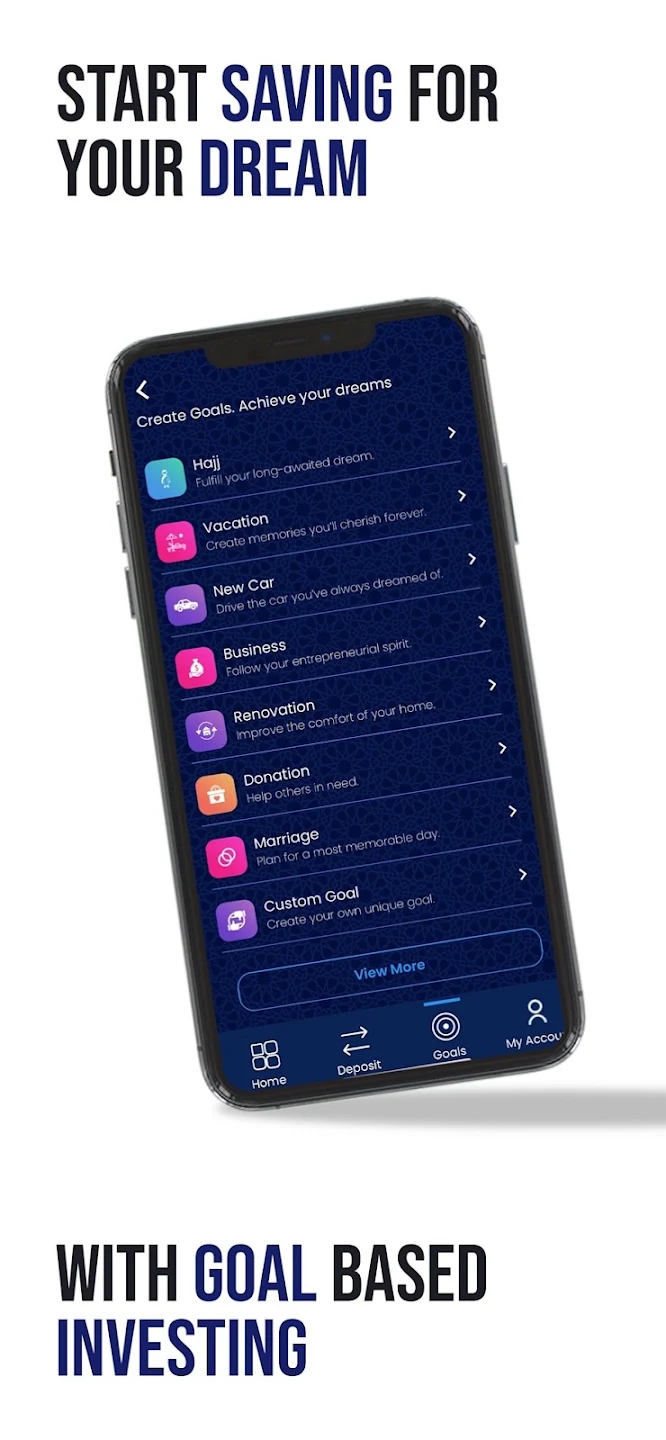 START SAVING FOR
YOUR DREAM
Create Goals. Achieve your dreams
Hajj
Fulfill your long-awaited dream.
Vacation
Create memories you'll cherish forever.
New Car
Drive the car you've always dreamed of.
Business
Follow your entrepreneurial spirit.
Renovation
Improve the comfort of your home.
Donation
Help others in need.
Marriage
Plan for a most memorable day.
Custom Goal
Create your own unique goal.
View More
Home
Deposit
Goals
My Accou
WITH GOAL BASED
INVESTING